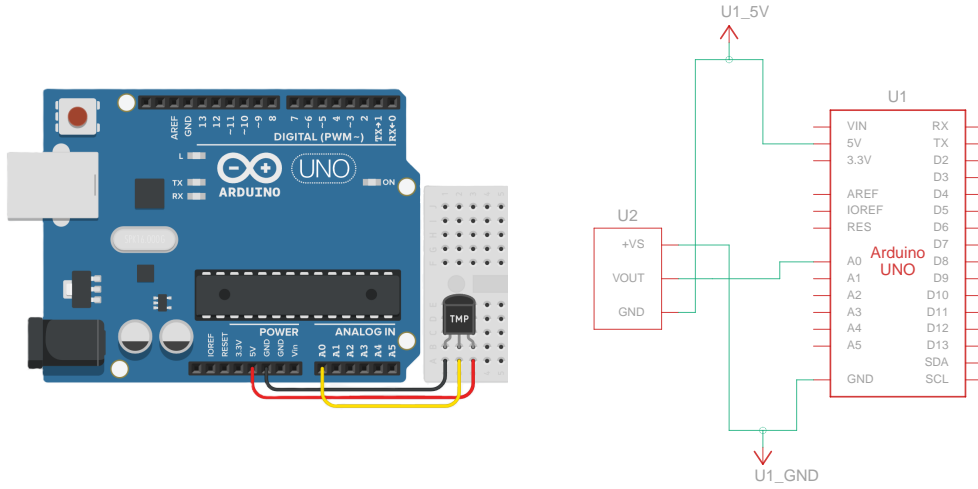 AREF
GND
13
12
~11
~10
~9
8
7
~6
~5
4
~3
2
TX→1
RX←0
DIGITAL (PWM~)
L
TX
RX
ARDUINO
UNO
ON
TMP
POWER
ANALOG IN
IOREF
RESET
3.3V
5V
GND
GND
Vin
A0
A1
A2
A3
A4
A5
U1_5V
U1
VIN
5V
3.3V
AREF
IOREF
RES
A0
A1
A2
A3
A4
A5
GND
Arduino
UNO
RX
TX
D2
D3
D4
D5
D6
D7
D8
D9
D10
D11
D12
D13
SDA
SCL
U2
+VS
VOUT
GND
U1_GND